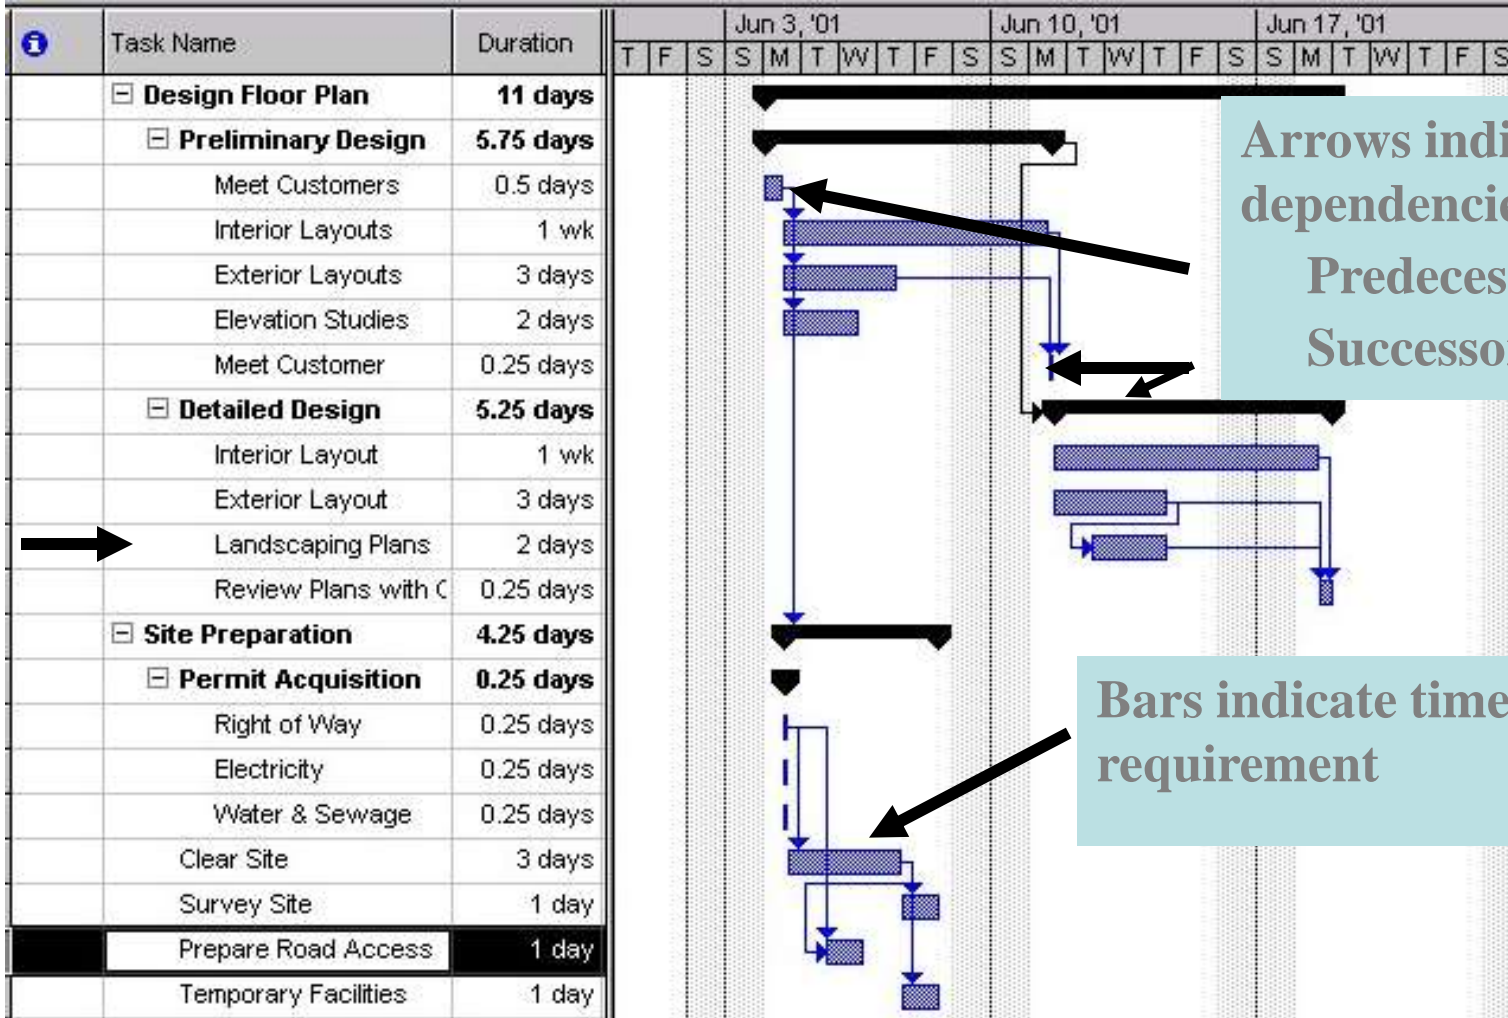 Task Name Duration Jun 3, '01 Jun 10, '01 Jun 17, '01
T F S S M T W T F S S M T W T F S S M T W T F S
Design Floor Plan 11 days
Preliminary Design 5.75 days
Meet Customers 0.5 days
Interior Layouts 1 wk
Exterior Layouts 3 days
Elevation Studies 2 days
Meet Customer 0.25 days
Detailed Design 5.25 days
Interior Layout 1 wk
Exterior Layout 3 days
Landscaping Plans 2 days
Review Plans with C 0.25 days
Site Preparation 4.25 days
Permit Acquisition 0.25 days
Right of Way 0.25 days
Electricity 0.25 days
Water & Sewage 0.25 days
Clear Site 3 days
Survey Site 1 day
Prepare Road Access 1 day
Temporary Facilities 1 day
Arrows indi
dependencie
Predecess
Successor
Bars indicate time
requirement